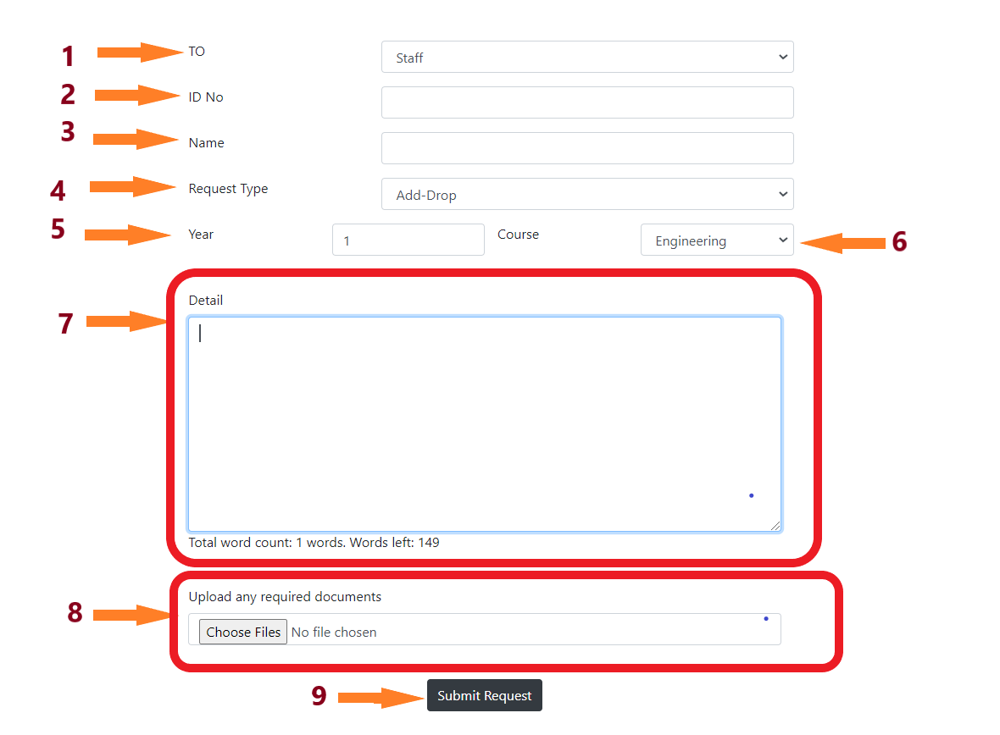 1 TO Staff
2 ID No
3 Name
4 Request Type Add-Drop
5 Year 1 Course Engineering 6
Detail
7
Total word count: 1 words. Words left: 149
Upload any required documents
8 Choose Files No file chosen
9 Submit Request